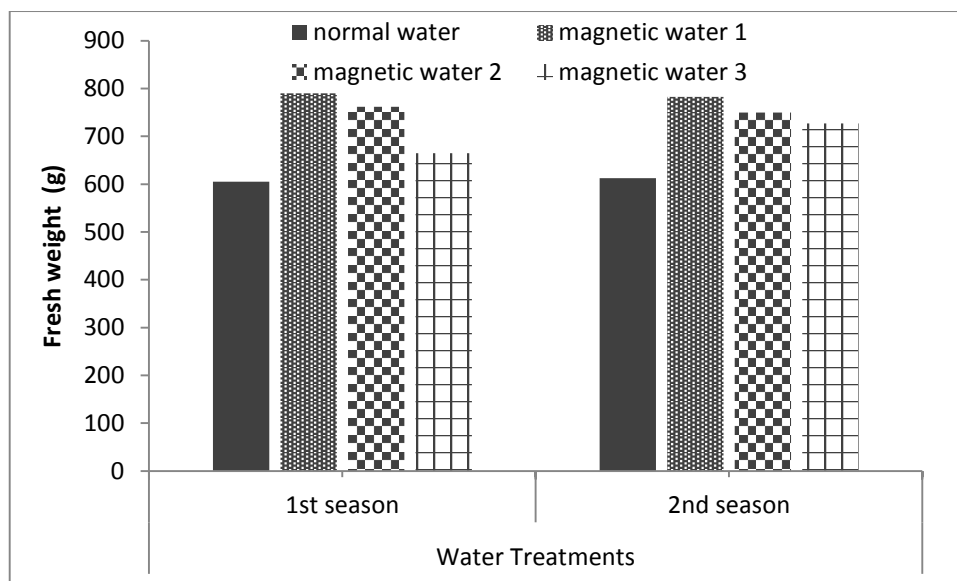 900
800
700
600
500
400
300
200
100
0
Fresh weight (g)
normal water
magnetic water 1
magnetic water 2
magnetic water 3
1st season
2nd season
Water Treatments